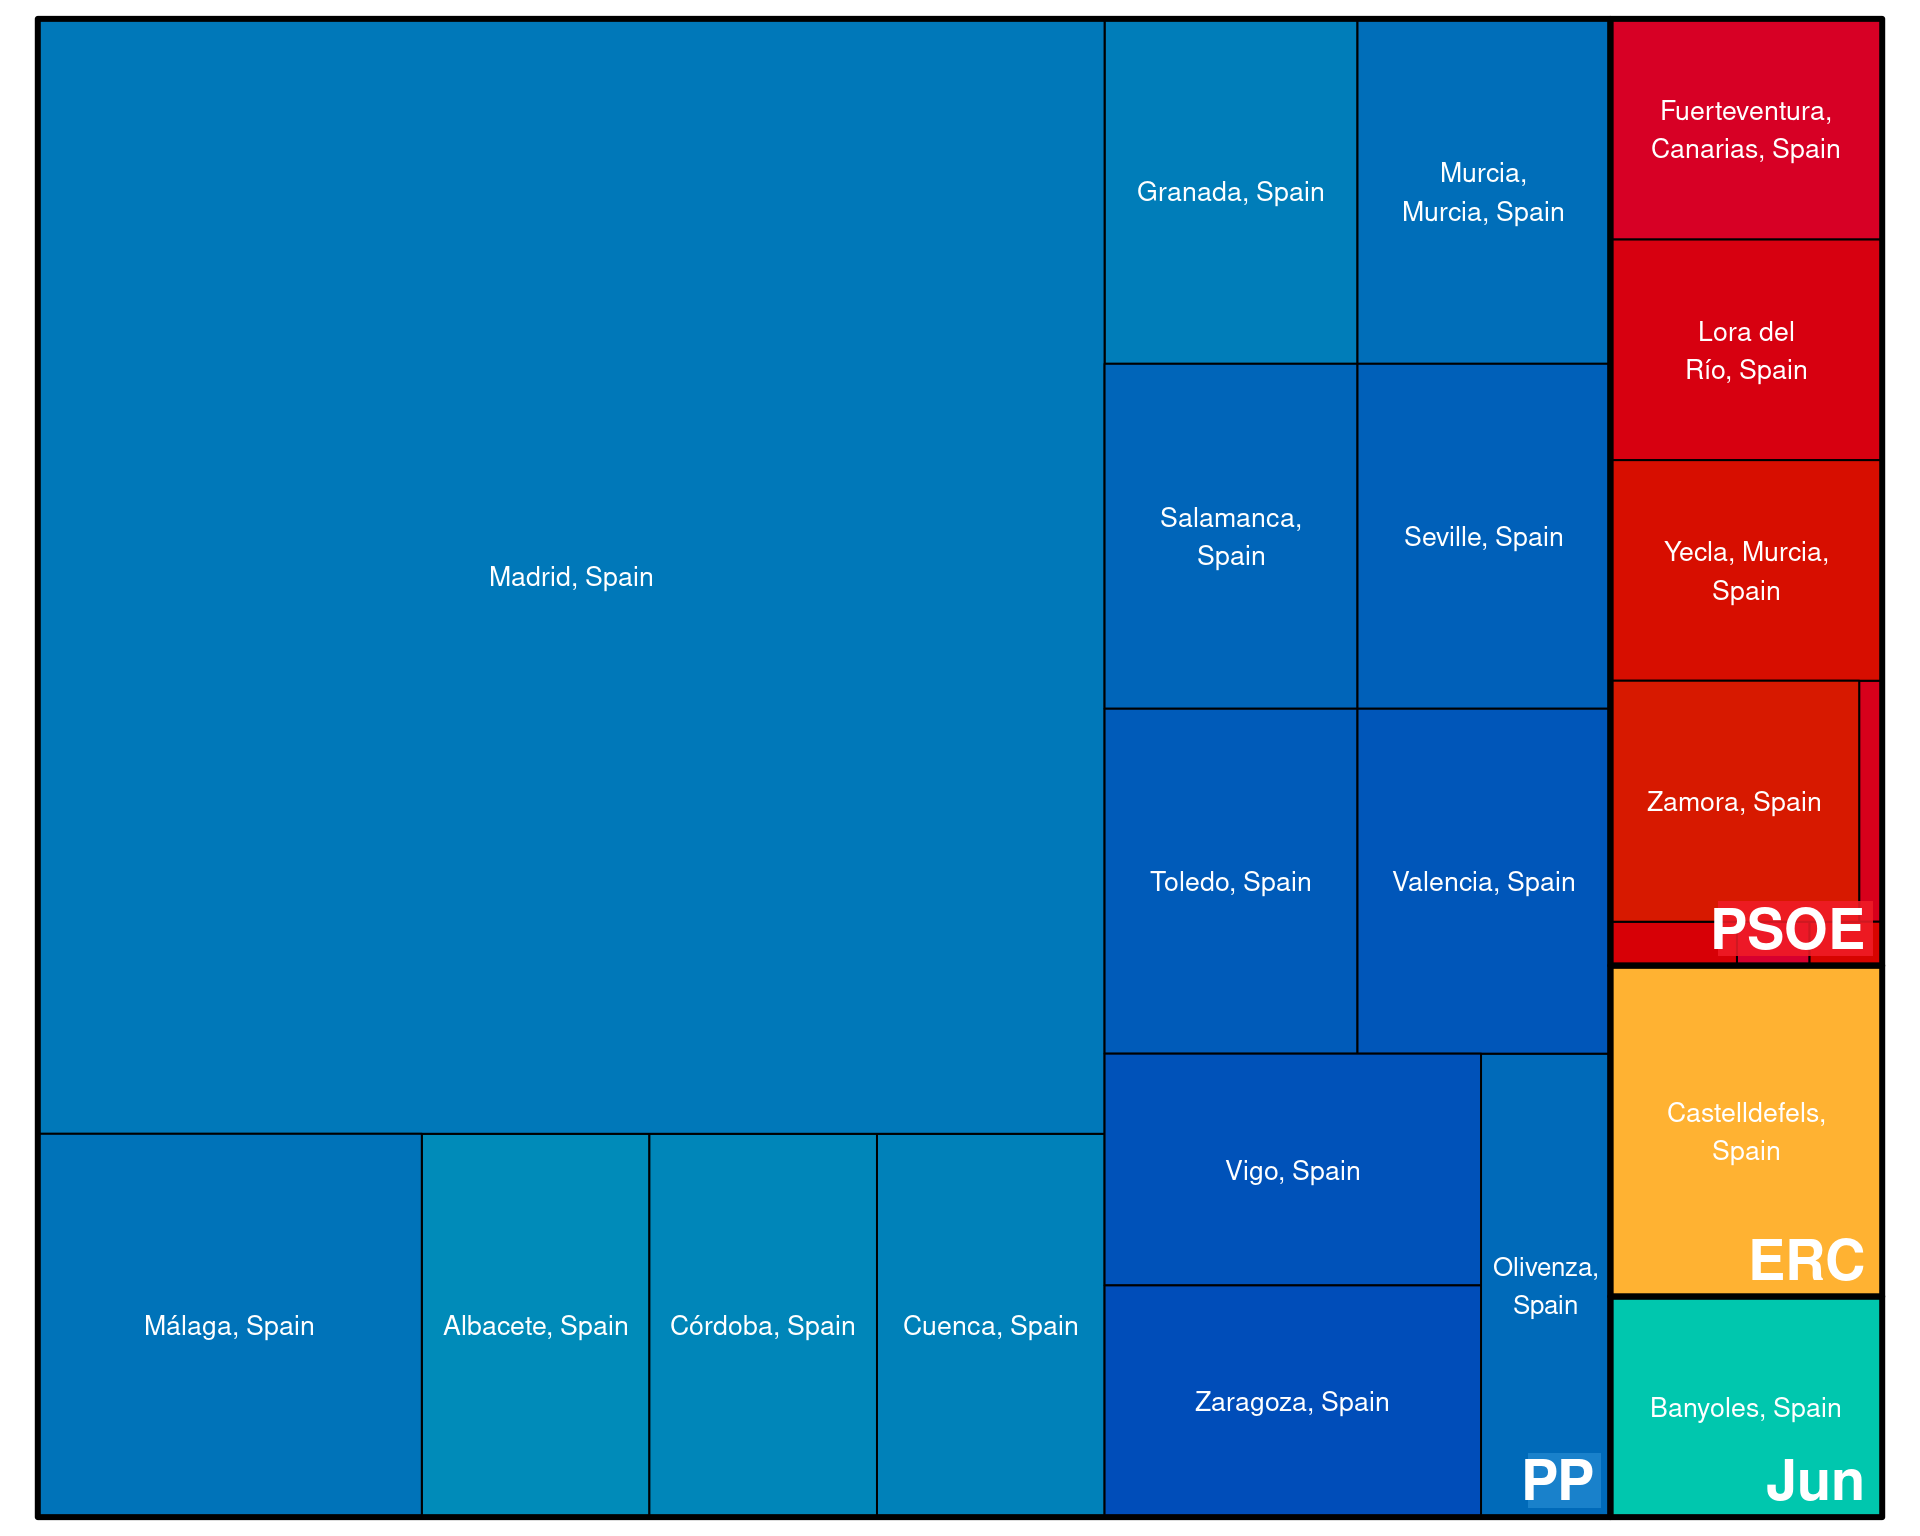 Madrid, Spain
Granada, Spain
Murcia,
Murcia, Spain
Salamanca,
Spain
Seville, Spain
Toledo, Spain
Valencia, Spain
Vigo, Spain
Olivenza,
Spain
Zaragoza, Spain
Málaga, Spain
Albacete, Spain
Córdoba, Spain
Cuenca, Spain
PP
Fuerteventura,
Canarias, Spain
Lora del
Río, Spain
Yecla, Murcia,
Spain
Zamora, Spain
PSOE
Castelldefels,
Spain
ERC
Banyoles, Spain
Jun